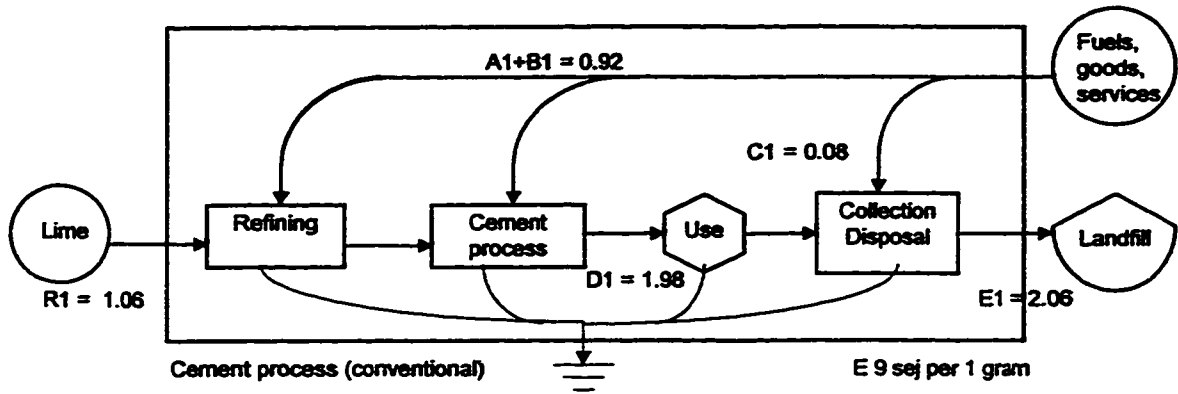 Fuels,
goods,
services
A1+B1 = 0.92
C1 = 0.08
Lime
Refining
Cement
process
Use
Collection
Disposal
Landfill
R1 = 1.06
D1 = 1.98
E1 = 2.06
Cement process (conventional)
E 9 sej per 1 gram